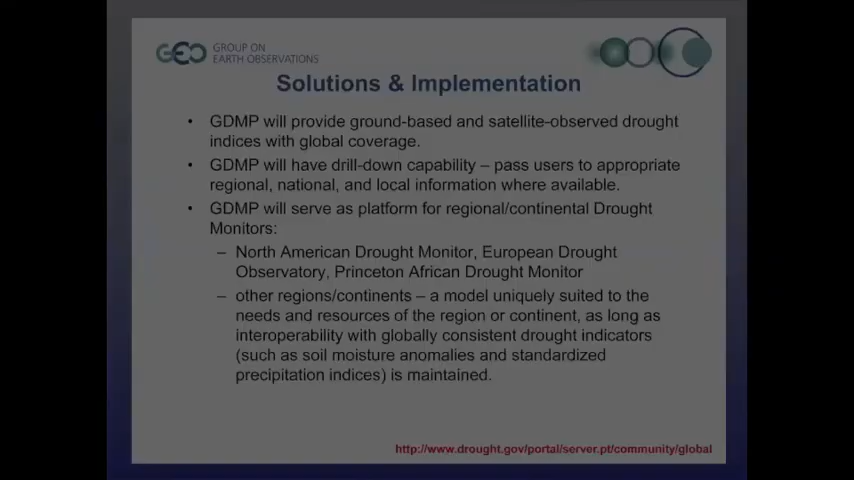 GEO GROUP ON
EARTH OBSERVATIONS
Solutions & Implementation
• GDMP will provide ground-based and satellite-observed drought
indices with global coverage.
• GDMP will have drill-down capability – pass users to appropriate
regional, national, and local information where available.
• GDMP will serve as platform for regional/continental Drought
Monitors:
– North American Drought Monitor, European Drought
Observatory, Princeton African Drought Monitor
– other regions/continents – a model uniquely suited to the
needs and resources of the region or continent, as long as
interoperability with globally consistent drought indicators
(such as soil moisture anomalies and standardized
precipitation indices) is maintained.
http://www.drought.gov/portal/server.pt/community/global